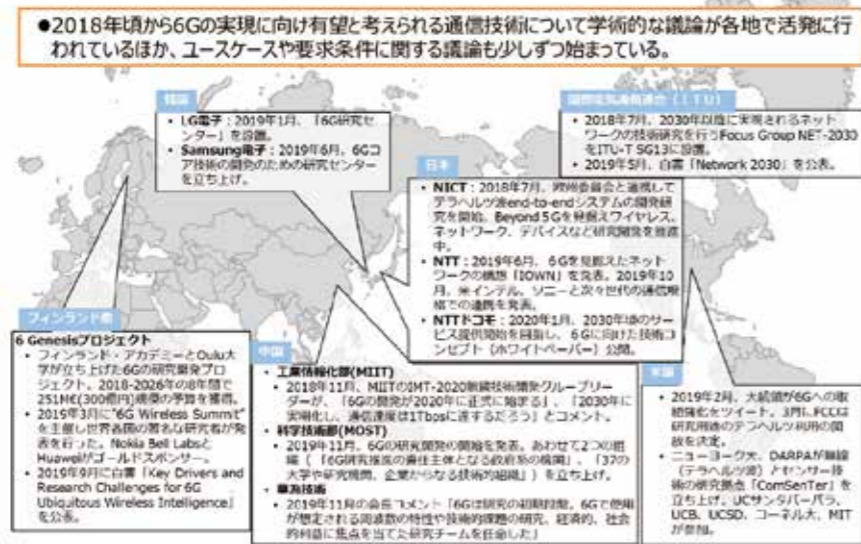 ●2018年頃から6Gの実現に向け有望と考えられる通信技術について学術的な議論が各地で活発に行
われているほか、ユースケースや要求条件に関する議論も少しずつ始まっている。
韓国
• LG電子：2019年1月、「6G研究セ
ンター」を設置。
• Samsung電子：2019年6月、6Gコ
ア技術の開発のための研究センター
を立ち上げ。
国際電気通信連合（ITU）
• 2018年7月、2030年以降に実現されるネット
ワークの技術研究を行うFocus Group NET-2030
をITU-T SG13に設置。
• 2019年5月、白書「Network 2030」を公表。
日本
• NICT：2018年7月、欧州委員会と連携して
テラヘルツ波end-to-endシステムの開発研
究を開始。Beyond 5Gを見据えワイヤレス、
ネットワーク、デバイスなど研究開発を推進
中。
• NTT：2019年6月、6Gを見据えたネット
ワークの構想「IOWN」を発表。2019年10
月、米インテル、ソニーと次々世代の通信規
格での連携を発表。
• NTTドコモ：2020年1月、2030年頃のサー
ビス提供開始を目指し、6Gに向けた技術コ
ンセプト（ホワイトペーパー）公開。
フィンランド
6 Genesisプロジェクト
• フィンランド・アカデミーとOulu大
学が立ち上げた6Gの研究開発プロ
ジェクト。2018-2026年の8年間で
251M€(300億円)規模の予算を獲得。
• 2019年3月に"6G Wireless Summit"
を主催し世界各国の著名な研究者が発
表を行った。Nokia Bell Labsと
Huaweiがゴールドスポンサー。
• 2019年9月に白書「Key Drivers and
Research Challenges for 6G
Ubiquitous Wireless Intelligence」
を公表。
中国
• 工業情報化部(MIIT)
• 2018年11月、MIITのIMT-2020無線技術開発グループリー
ダーが、「6Gの開発が2020年に正式に始まる」、「2030年に
実用化し、通信速度は1Tbpsに達するだろう」とコメント。
• 科学技術部(MOST)
• 2019年11月、6Gの研究開発の開始を発表。あわせて2つの組
織（「6G研究推進の責任主体となる政府系の機関」、「37の
大学や研究機関、企業からなる技術的組織」）を立ち上げ。
• 華為技術
• 2019年11月の会長コメント「6Gは研究の初期段階。6Gで使用
が想定される周波数の特性や技術的課題の研究、経済的、社会
的利益に焦点を当てた研究チームを任命した」
米国
• 2019年2月、大統領が6Gへの取
組強化をツイート。3月にFCCは
研究用途のテラヘルツ利用の開
放を決定。
• ニューヨーク大、DARPAが無線
（テラヘルツ波）とセンサー技
術の研究拠点「ComSenTer」を
立ち上げ。UCサンタバーバラ、
UCB、UCSD、コーネル大、MIT
が参加。